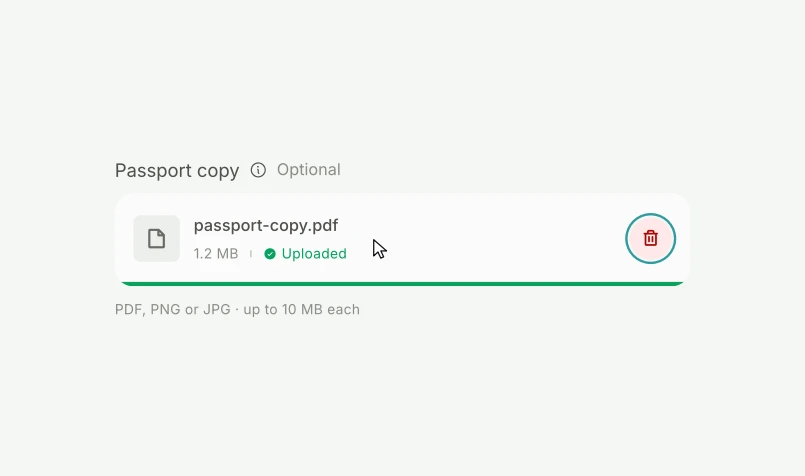 Passport copy Optional
passport-copy.pdf
1.2 MB Uploaded
PDF, PNG or JPG · up to 10 MB each